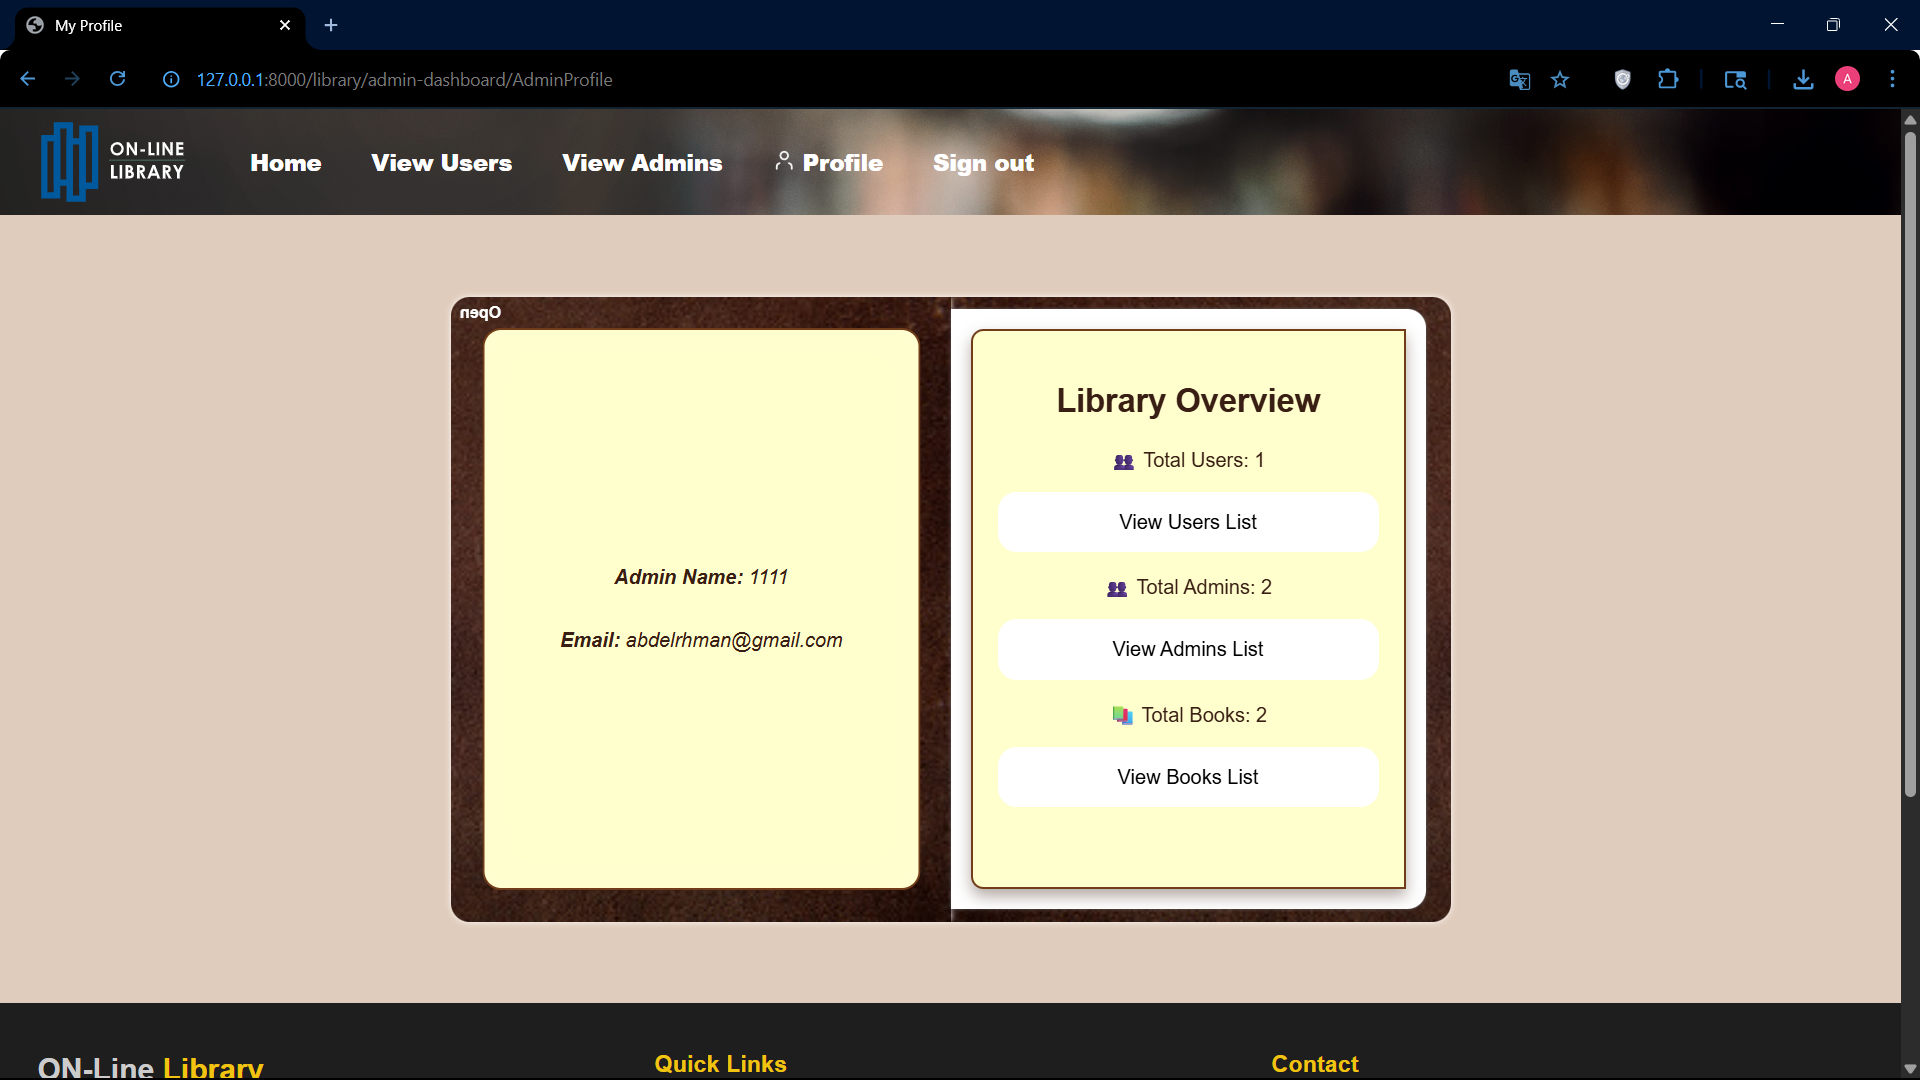 My Profile
127.0.0.1:8000/library/admin-dashboard/AdminProfile
A
ON-LINE
LIBRARY
Home
View Users
View Admins
Profile
Sign out
Open
Admin Name: 1111
Email: abdelrhman@gmail.com
Library Overview
Total Users: 1
View Users List
Total Admins: 2
View Admins List
Total Books: 2
View Books List
ON-Line Library
Quick Links
Contact